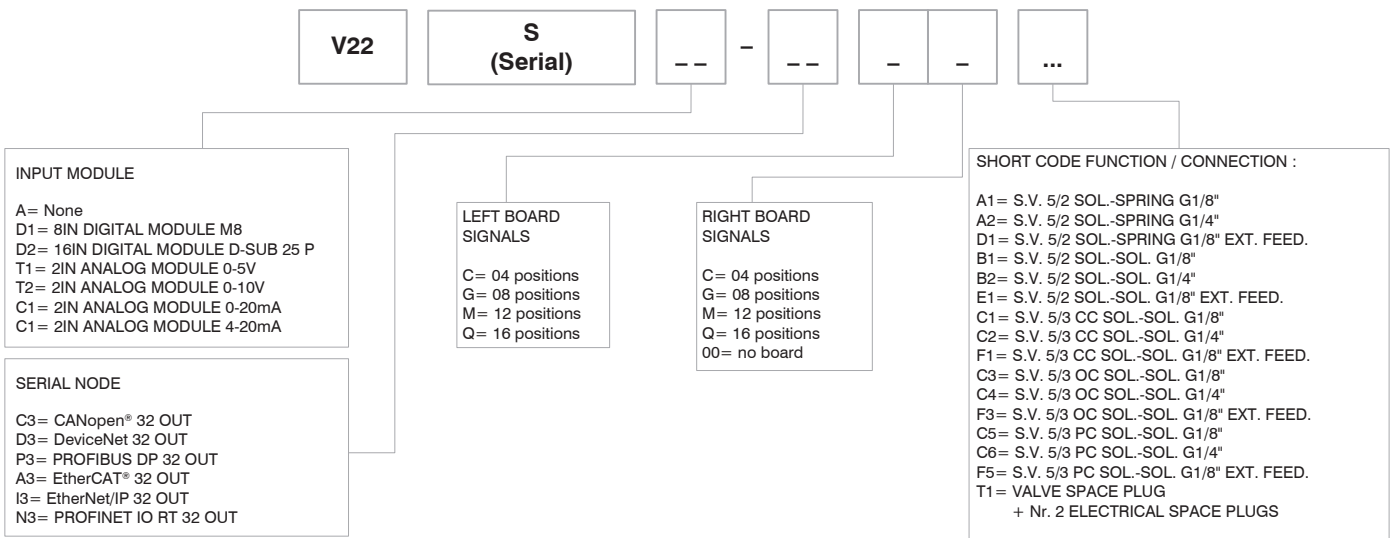 V22
S
(Serial)
_ _
–
_ _
_
_
...
INPUT MODULE
A= None
D1= 8IN DIGITAL MODULE M8
D2= 16IN DIGITAL MODULE D-SUB 25 P
T1= 2IN ANALOG MODULE 0-5V
T2= 2IN ANALOG MODULE 0-10V
C1= 2IN ANALOG MODULE 0-20mA
C1= 2IN ANALOG MODULE 4-20mA
SERIAL NODE
C3= CANopen® 32 OUT
D3= DeviceNet 32 OUT
P3= PROFIBUS DP 32 OUT
A3= EtherCAT® 32 OUT
I3= EtherNet/IP 32 OUT
N3= PROFINET IO RT 32 OUT
LEFT BOARD
SIGNALS
C= 04 positions
G= 08 positions
M= 12 positions
Q= 16 positions
RIGHT BOARD
SIGNALS
C= 04 positions
G= 08 positions
M= 12 positions
Q= 16 positions
00= no board
SHORT CODE FUNCTION / CONNECTION :
A1= S.V. 5/2 SOL.-SPRING G1/8"
A2= S.V. 5/2 SOL.-SPRING G1/4"
D1= S.V. 5/2 SOL.-SPRING G1/8" EXT. FEED.
B1= S.V. 5/2 SOL.-SOL. G1/8"
B2= S.V. 5/2 SOL.-SOL. G1/4"
E1= S.V. 5/2 SOL.-SOL. G1/8" EXT. FEED.
C1= S.V. 5/3 CC SOL.-SOL. G1/8"
C2= S.V. 5/3 CC SOL.-SOL. G1/4"
F1= S.V. 5/3 CC SOL.-SOL. G1/8" EXT. FEED.
C3= S.V. 5/3 OC SOL.-SOL. G1/8"
C4= S.V. 5/3 OC SOL.-SOL. G1/4"
F3= S.V. 5/3 OC SOL.-SOL. G1/8" EXT. FEED.
C5= S.V. 5/3 PC SOL.-SOL. G1/8"
C6= S.V. 5/3 PC SOL.-SOL. G1/4"
F5= S.V. 5/3 PC SOL.-SOL. G1/8" EXT. FEED.
T1= VALVE SPACE PLUG
+ Nr. 2 ELECTRICAL SPACE PLUGS